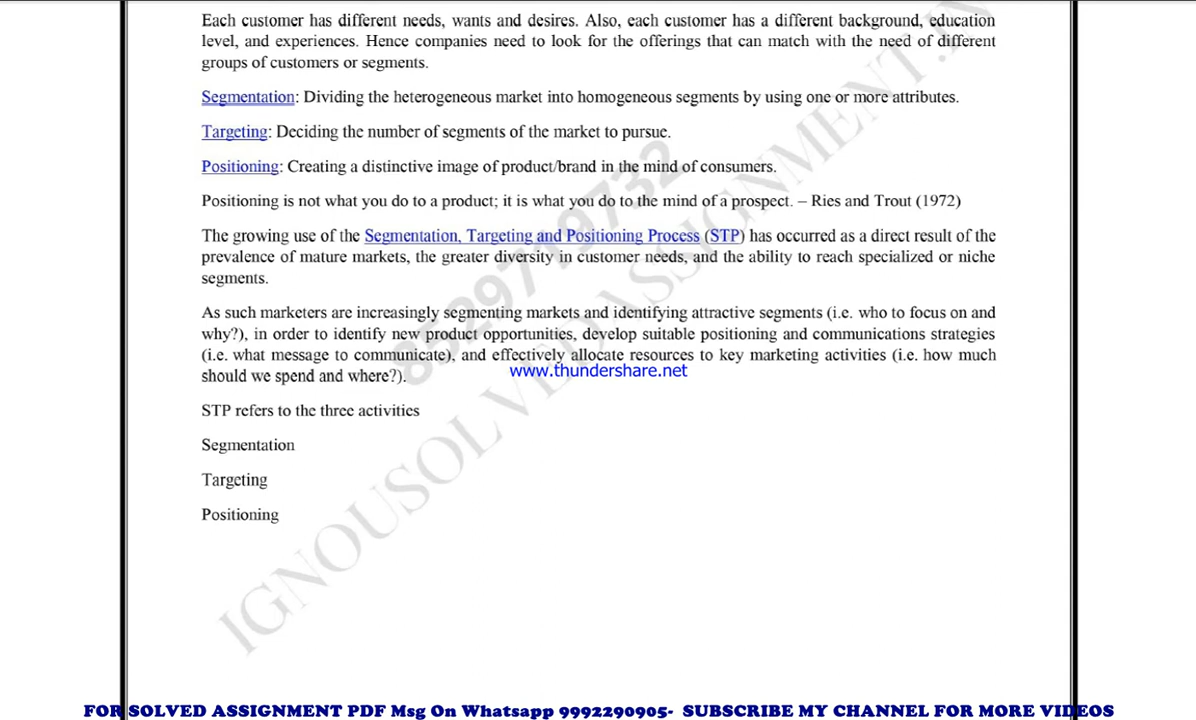 Each customer has different needs, wants and desires. Also, each customer has a different background, education
level, and experiences. Hence companies need to look for the offerings that can match with the need of different
groups of customers or segments.
Segmentation: Dividing the heterogeneous market into homogeneous segments by using one or more attributes.
Targeting: Deciding the number of segments of the market to pursue.
Positioning: Creating a distinctive image of product/brand in the mind of consumers.
Positioning is not what you do to a product; it is what you do to the mind of a prospect. – Ries and Trout (1972)
The growing use of the Segmentation, Targeting and Positioning Process (STP) has occurred as a direct result of the
prevalence of mature markets, the greater diversity in customer needs, and the ability to reach specialized or niche
segments.
As such marketers are increasingly segmenting markets and identifying attractive segments (i.e. who to focus on and
why?), in order to identify new product opportunities, develop suitable positioning and communications strategies
(i.e. what message to communicate), and effectively allocate resources to key marketing activities (i.e. how much
should we spend and where?).
www.thundershare.net
STP refers to the three activities
Segmentation
Targeting
Positioning
8529719732
IGNOUSOLVEDASSIGNMENT.IN
FOR SOLVED ASSIGNMENT PDF Msg On Whatsapp 9992290905- SUBSCRIBE MY CHANNEL FOR MORE VIDEOS